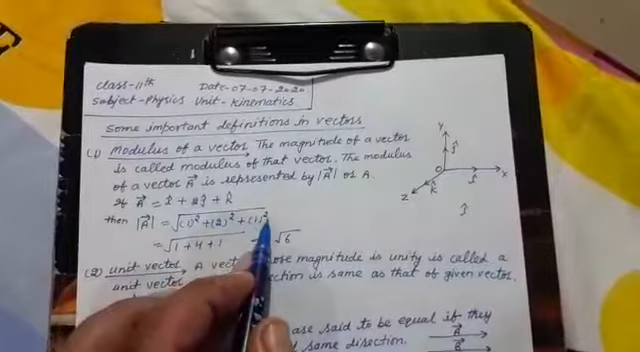 Class-11th Date-07-07-2020
Subject-Physics Unit-Kinematics
Some important definitions in vectors
(1) Modulus of a vector The magnitude of a vector
is called modulus of that vector. The modulus
of a vector A⃗ is represented by |A⃗| or A.
If A⃗ = î + 2ĵ + k̂
then |A⃗| = √(1)² + (2)² + (1)²
= √1 + 4 + 1 = √6
(2) unit vector A vector whose magnitude is unity is called a
unit vector direction is same as that of given vector.
are said to be equal if they
same direction.
A⃗
B⃗
Y
ĵ
O
î
X
k̂
Z
ĵ